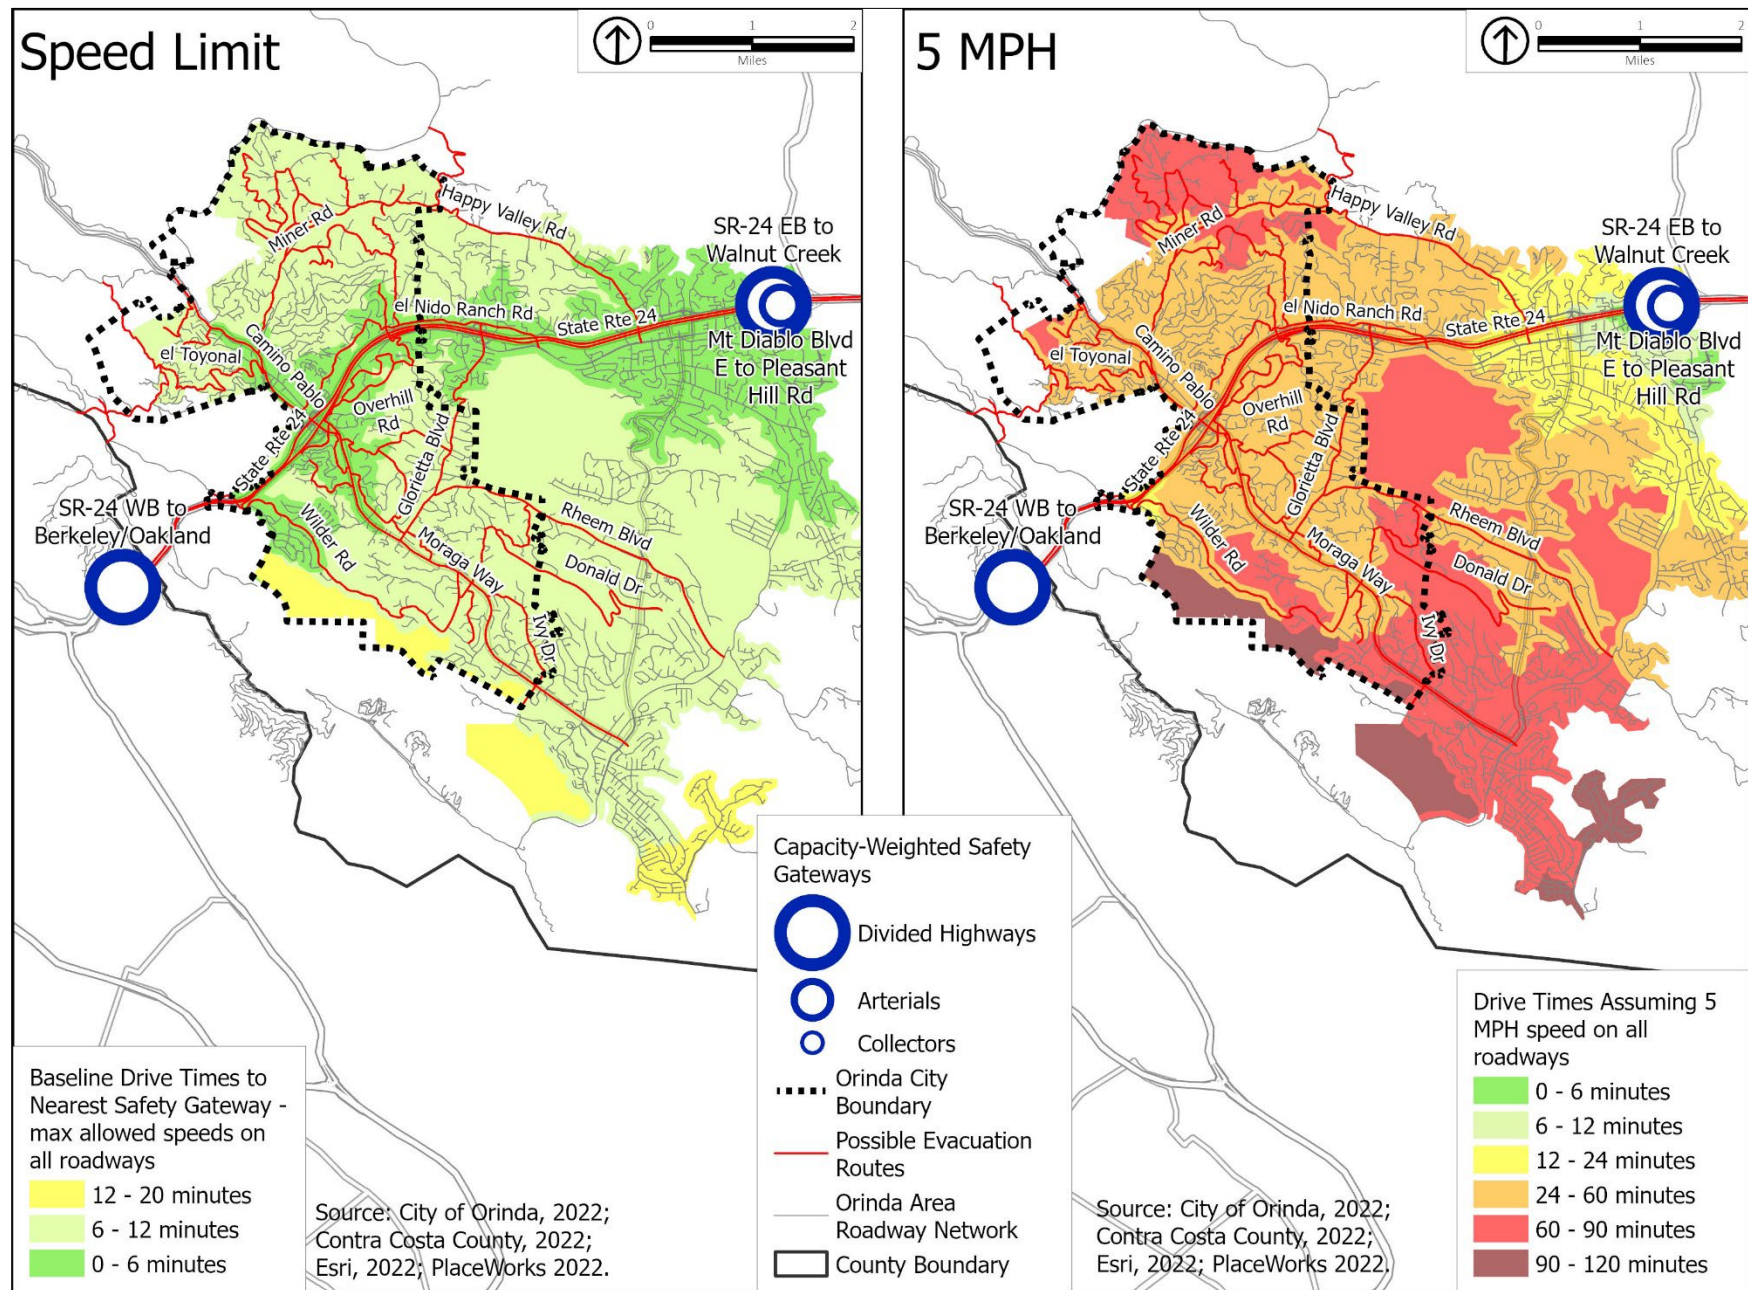 Speed Limit
0 1 2
Miles
Miner Rd
Happy Valley Rd
SR-24 EB to
Walnut Creek
el Nido Ranch Rd
State Rte 24
Mt Diablo Blvd
E to Pleasant
Hill Rd
el Toyonal
Camino Pablo
Overhill
Rd
State Rte 24
Glorietta Blvd
SR-24 WB to
Berkeley/Oakland
Wilder Rd
Moraga Way
Rheem Blvd
Donald Dr
Ivy Dr
Baseline Drive Times to
Nearest Safety Gateway -
max allowed speeds on
all roadways
12 - 20 minutes
6 - 12 minutes
0 - 6 minutes
Source: City of Orinda, 2022;
Contra Costa County, 2022;
Esri, 2022; PlaceWorks 2022.
Capacity-Weighted Safety
Gateways
Divided Highways
Arterials
Collectors
Orinda City
Boundary
Possible Evacuation
Routes
Orinda Area
Roadway Network
County Boundary
5 MPH
0 1 2
Miles
Miner Rd
Happy Valley Rd
SR-24 EB to
Walnut Creek
el Nido Ranch Rd
State Rte 24
Mt Diablo Blvd
E to Pleasant
Hill Rd
el Toyonal
Camino Pablo
Overhill
Rd
State Rte 24
Glorietta Blvd
SR-24 WB to
Berkeley/Oakland
Wilder Rd
Moraga Way
Rheem Blvd
Donald Dr
Ivy Dr
Source: City of Orinda, 2022;
Contra Costa County, 2022;
Esri, 2022; PlaceWorks 2022.
Drive Times Assuming 5
MPH speed on all
roadways
0 - 6 minutes
6 - 12 minutes
12 - 24 minutes
24 - 60 minutes
60 - 90 minutes
90 - 120 minutes